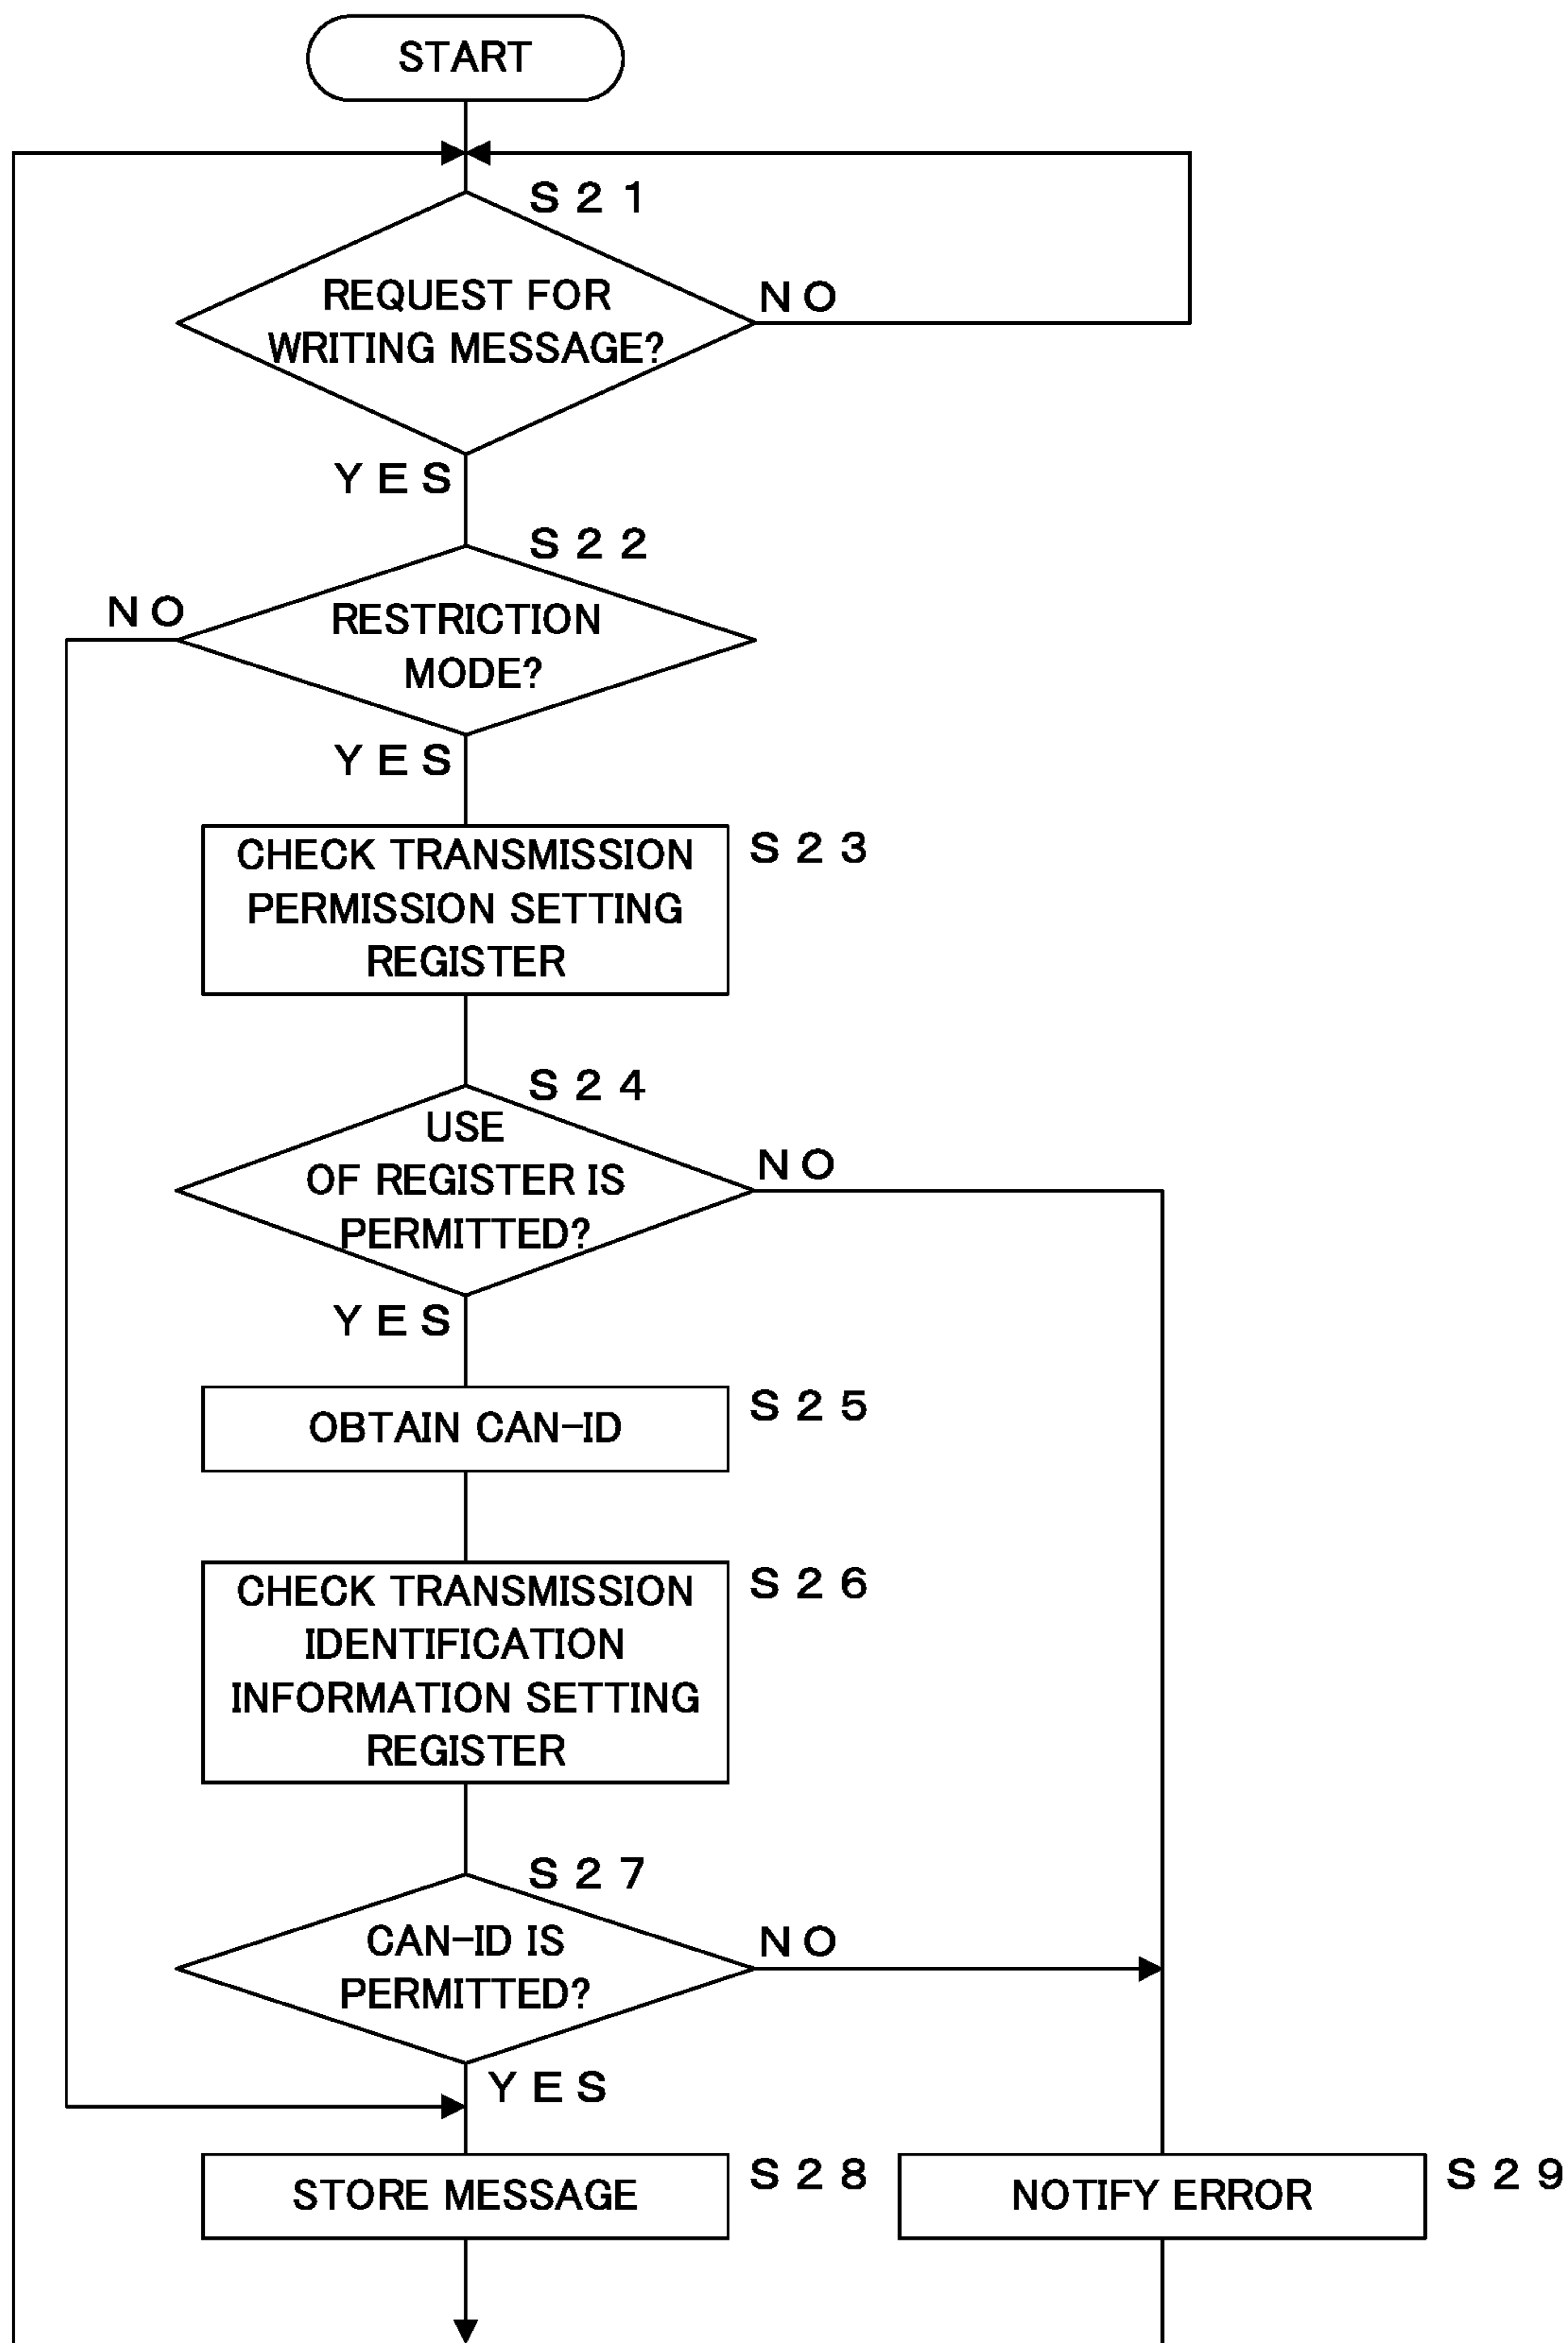 START
S21
REQUEST FOR
WRITING MESSAGE?
NO
YES
S22
NO
RESTRICTION
MODE?
YES
CHECK TRANSMISSION
PERMISSION SETTING
REGISTER
S23
S24
USE
OF REGISTER IS
PERMITTED?
NO
YES
OBTAIN CAN-ID
S25
CHECK TRANSMISSION
IDENTIFICATION
INFORMATION SETTING
REGISTER
S26
S27
CAN-ID IS
PERMITTED?
NO
YES
STORE MESSAGE
S28
NOTIFY ERROR
S29